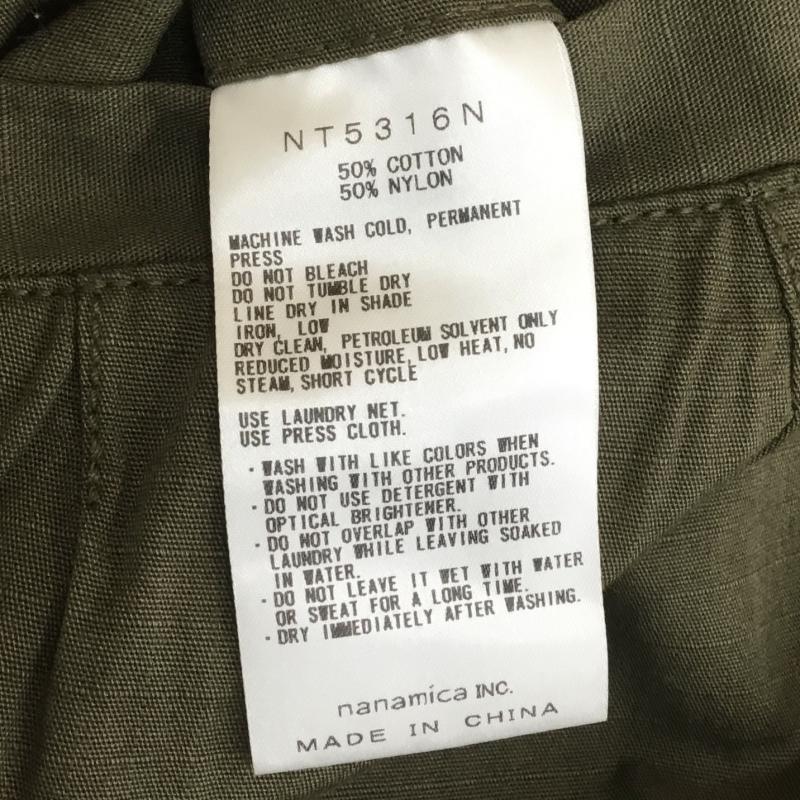 NT5316N
50% COTTON
50% NYLON
MACHINE WASH COLD, PERMANENT
PRESS
DO NOT BLEACH
DO NOT TUMBLE DRY
LINE DRY IN SHADE
IRON, LOW
DRY CLEAN, PETROLEUM SOLVENT ONLY
REDUCED MOISTURE, LOW HEAT, NO
STEAM, SHORT CYCLE
USE LAUNDRY NET.
USE PRESS CLOTH.
・WASH WITH LIKE COLORS WHEN
WASHING WITH OTHER PRODUCTS.
・DO NOT USE DETERGENT WITH
OPTICAL BRIGHTENER.
・DO NOT OVERLAP WITH OTHER
LAUNDRY WHILE LEAVING SOAKED
IN WATER.
・DO NOT LEAVE IT WET WITH WATER
OR SWEAT FOR A LONG TIME.
・DRY IMMEDIATELY AFTER WASHING.
nanamica INC.
MADE IN CHINA